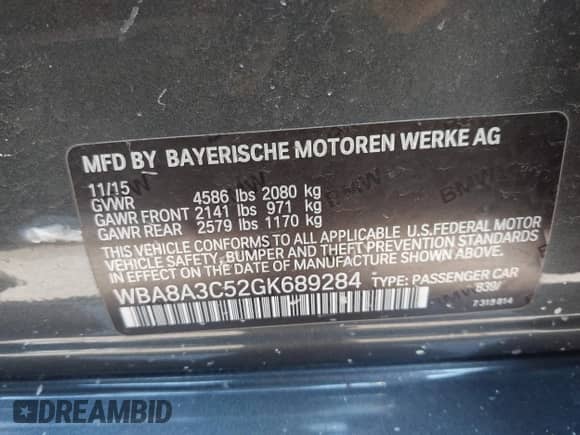 MFD BY BAYERISCHE MOTOREN WERKE AG
11/15
GVWR 4586 lbs 2080 kg
GAWR FRONT 2141 lbs 971 kg
GAWR REAR 2579 lbs 1170 kg
THIS VEHICLE CONFORMS TO ALL APPLICABLE U.S.FEDERAL MOTOR
VEHICLE SAFETY, BUMPER, AND THEFT PREVENTION STANDARDS
IN EFFECT ON THE DATE OF MANUFACTURE SHOWN ABOVE.
WBA8A3C52GK689284 TYPE: PASSENGER CAR
839/
7319814
DREAMBID